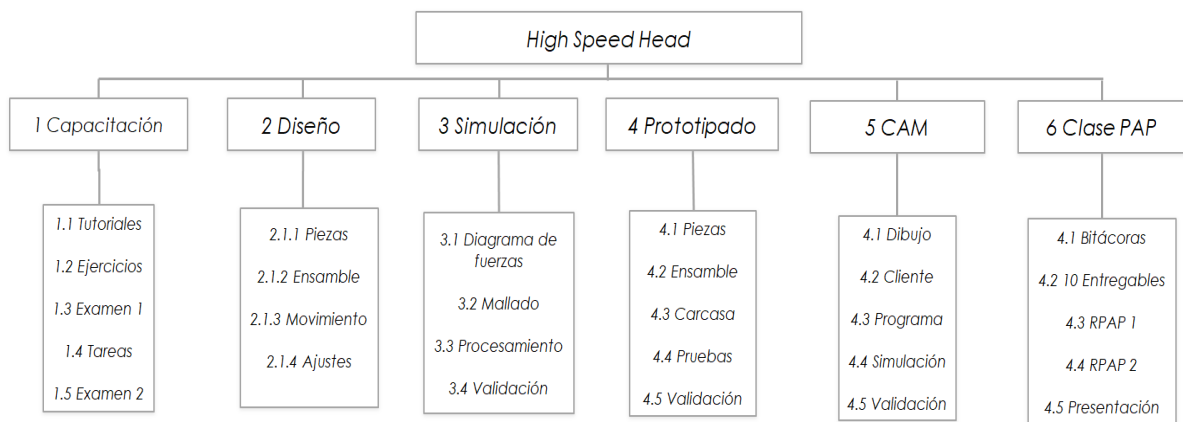 High Speed Head
1 Capacitación
2 Diseño
3 Simulación
4 Prototipado
5 CAM
6 Clase PAP
1.1 Tutoriales
1.2 Ejercicios
1.3 Examen 1
1.4 Tareas
1.5 Examen 2
2.1.1 Piezas
2.1.2 Ensamble
2.1.3 Movimiento
2.1.4 Ajustes
3.1 Diagrama de
fuerzas
3.2 Mallado
3.3 Procesamiento
3.4 Validación
4.1 Piezas
4.2 Ensamble
4.3 Carcasa
4.4 Pruebas
4.5 Validación
4.1 Dibujo
4.2 Cliente
4.3 Programa
4.4 Simulación
4.5 Validación
4.1 Bitácoras
4.2 10 Entregables
4.3 RPAP 1
4.4 RPAP 2
4.5 Presentación